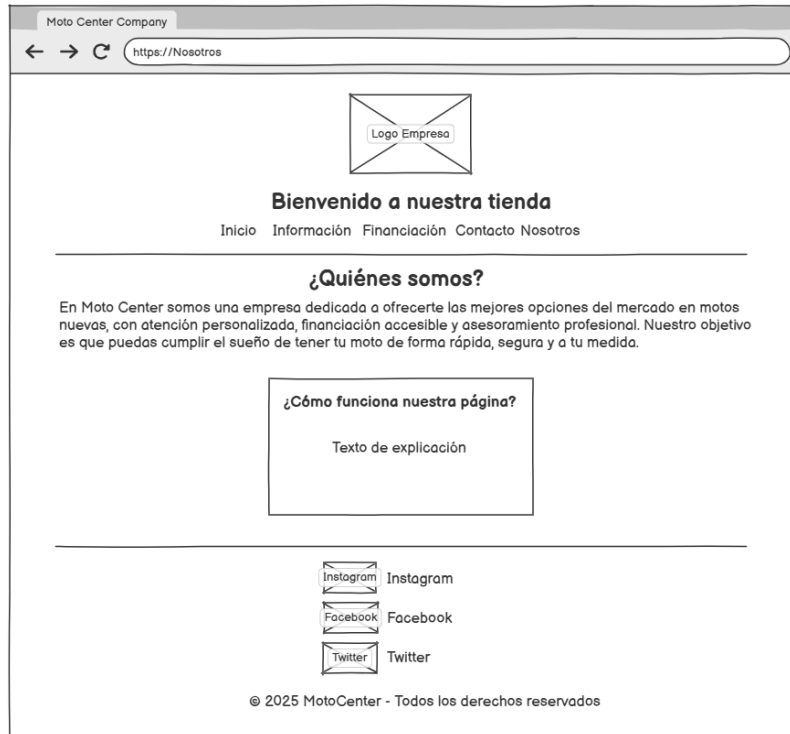 Moto Center Company
https://Nosotros
Logo Empresa
Bienvenido a nuestra tienda
Inicio Información Financiación Contacto Nosotros
¿Quiénes somos?
En Moto Center somos una empresa dedicada a ofrecerte las mejores opciones del mercado en motos
nuevas, con atención personalizada, financiación accesible y asesoramiento profesional. Nuestro objetivo
es que puedas cumplir el sueño de tener tu moto de forma rápida, segura y a tu medida.
¿Cómo funciona nuestra página?
Texto de explicación
Instagram Instagram
Facebook Facebook
Twitter Twitter
© 2025 MotoCenter - Todos los derechos reservados